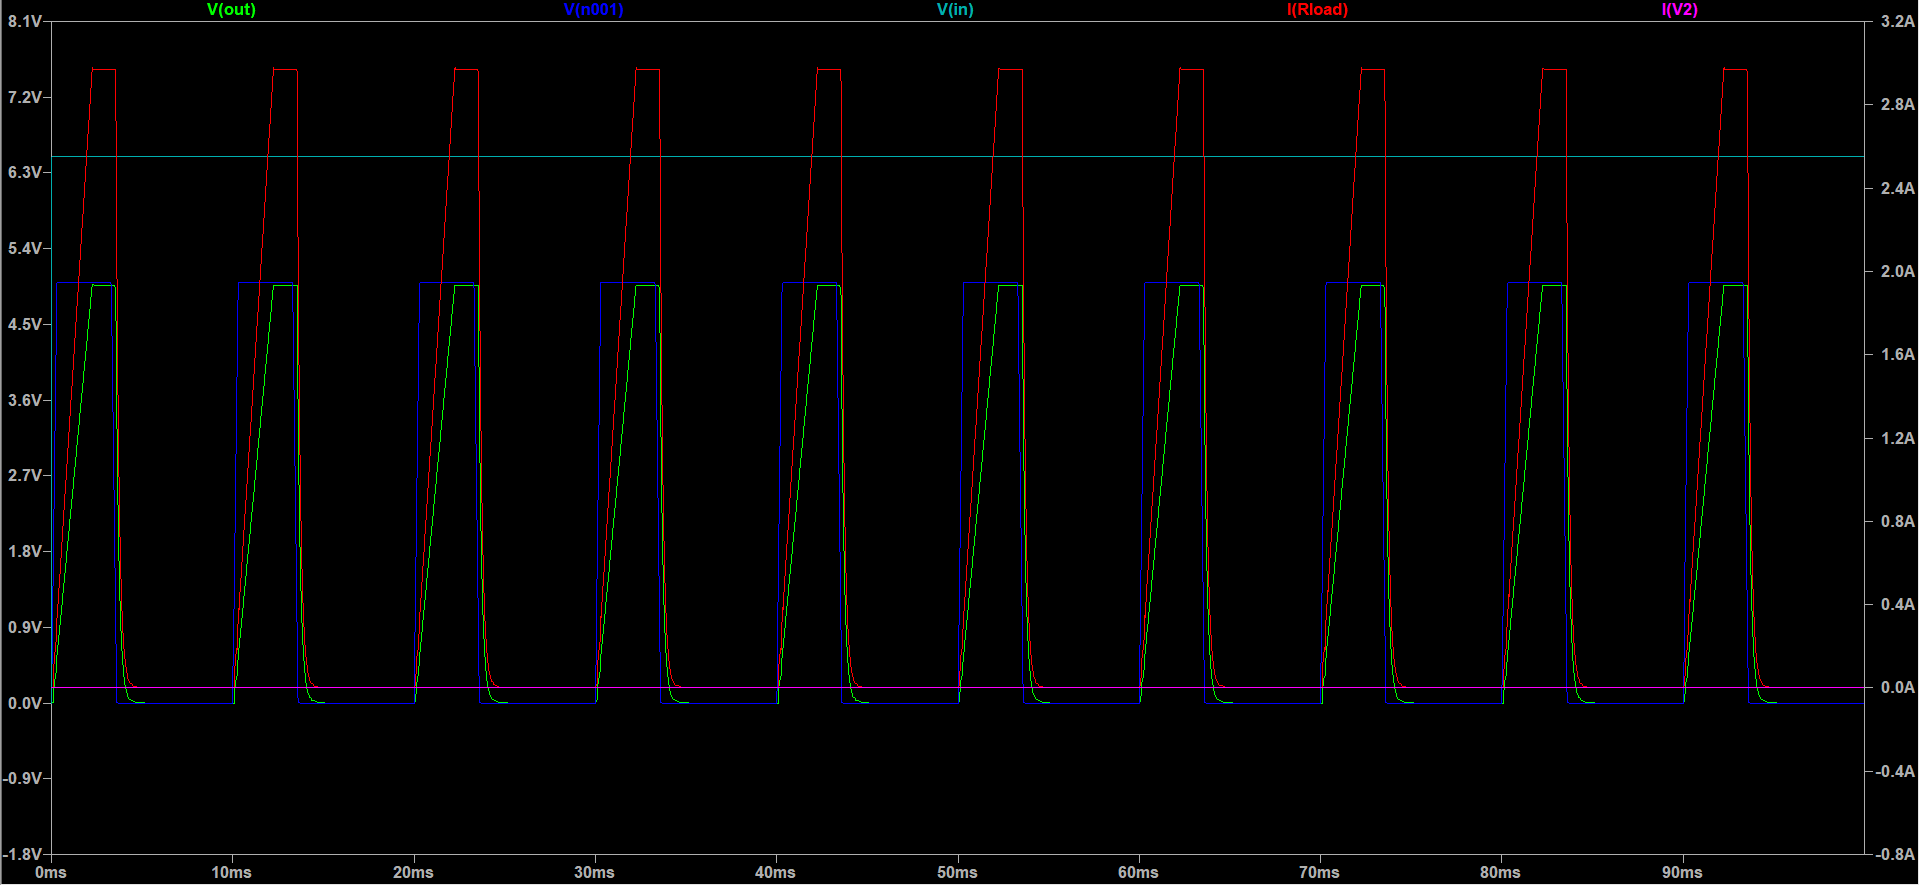 V(out) V(n001) V(in) I(Rload) I(V2)
8.1V 3.2A
7.2V 2.8A
6.3V 2.4A
5.4V 2.0A
4.5V 1.6A
3.6V 1.2A
2.7V 0.8A
1.8V 0.4A
0.9V 0.0A
0.0V -0.4A
-0.9V -0.8A
-1.8V
0ms 10ms 20ms 30ms 40ms 50ms 60ms 70ms 80ms 90ms